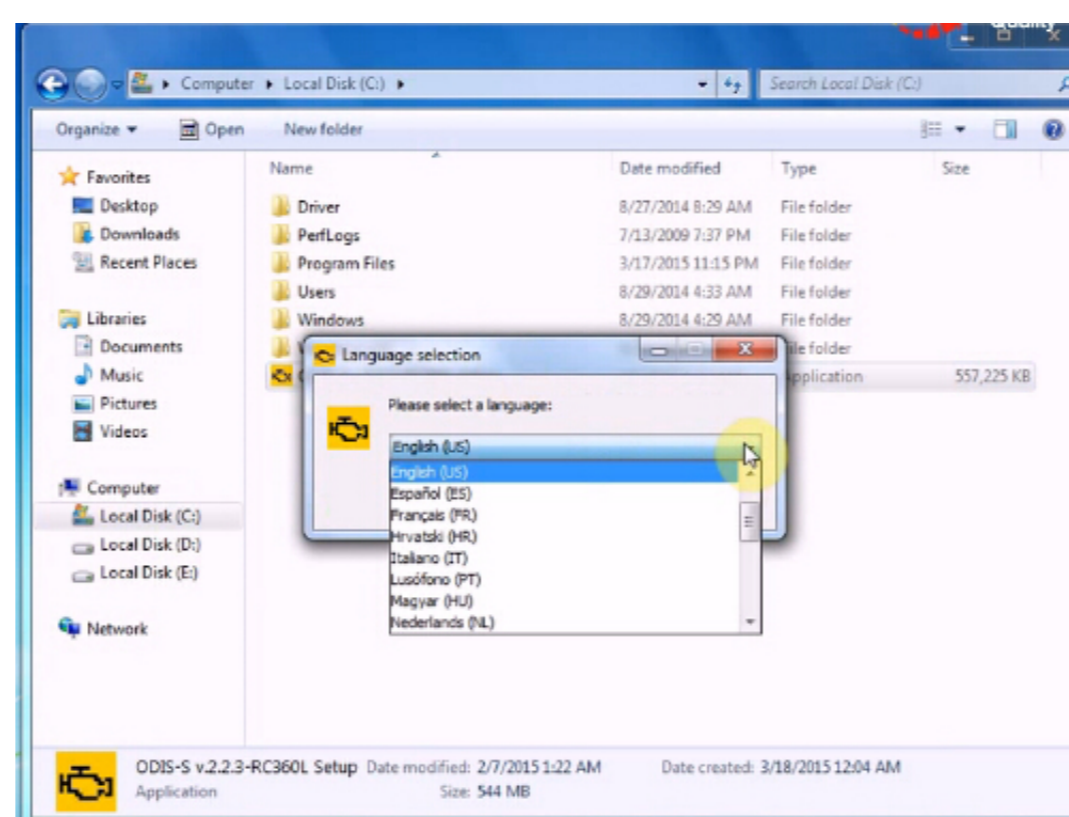 Quality
Computer Local Disk (C:) Search Local Disk (C:)
Organize Open New folder
Name Date modified Type Size
Favorites
Desktop
Downloads
Recent Places
Libraries
Documents
Music
Pictures
Videos
Computer
Local Disk (C:)
Local Disk (D:)
Local Disk (E:)
Network
Driver 8/27/2014 8:29 AM File folder
PerfLogs 7/13/2009 7:37 PM File folder
Program Files 3/17/2015 11:15 PM File folder
Users 8/29/2014 4:33 AM File folder
Windows 8/29/2014 4:29 AM File folder
folder
557,225 KB
Language selection
Please select a language:
English (US)
English (US)
Español (ES)
Français (FR)
Hrvatski (HR)
Italiano (IT)
Lusófono (PT)
Magyar (HU)
Nederlands (NL)
ODIS-S v.2.2.3-RC360L Setup Date modified: 2/7/2015 1:22 AM Date created: 3/18/2015 12:04 AM
Application Size: 544 MB